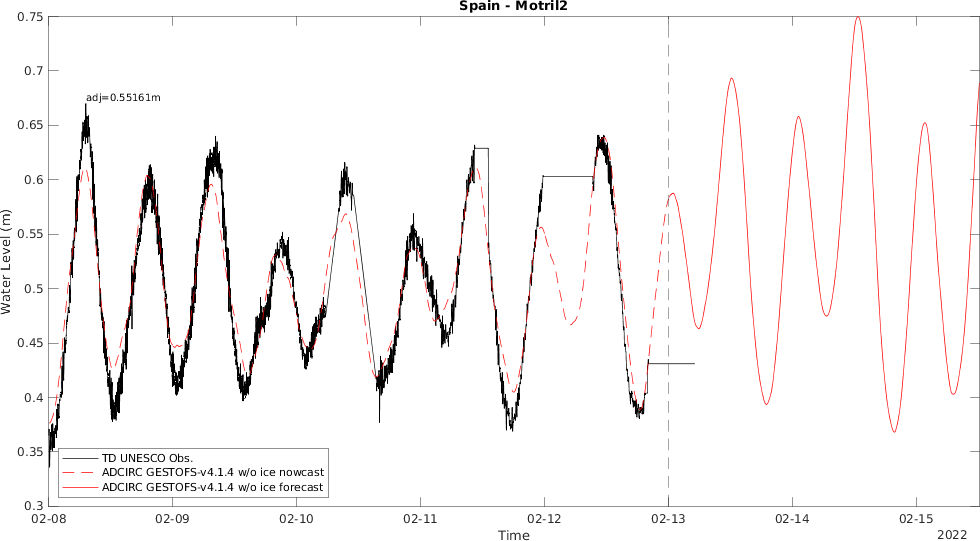 Spain - Motril2
0.75
0.7
0.65
0.6
0.55
0.5
0.45
0.4
0.35
0.3
Water Level (m)
adj=0.55161m
TD UNESCO Obs.
ADCIRC GESTOFS-v4.1.4 w/o ice nowcast
ADCIRC GESTOFS-v4.1.4 w/o ice forecast
02-08 02-09 02-10 02-11 02-12 02-13 02-14 02-15
Time
2022